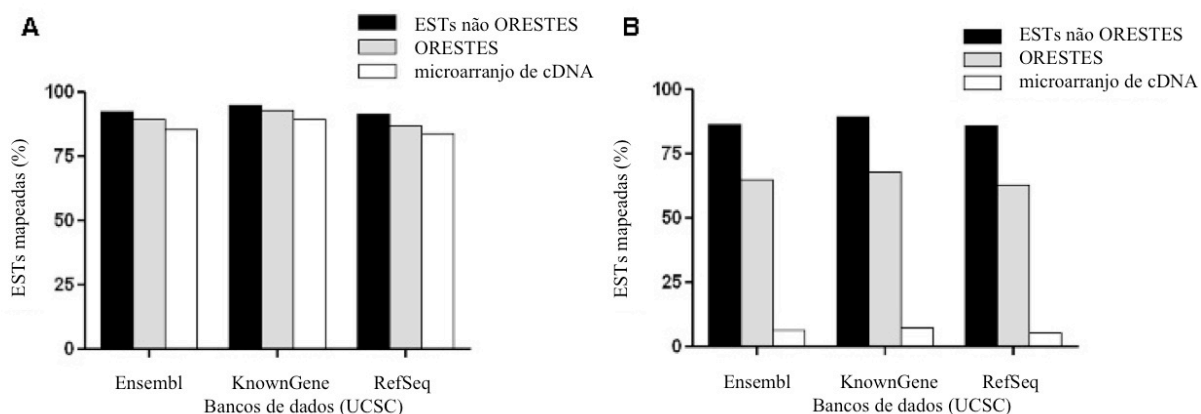 A
ESTs não ORESTES
ORESTES
microarranjo de cDNA
ESTs mapeadas (%)
100
75
50
25
0
Ensembl KnownGene RefSeq
Bancos de dados (UCSC)
B
ESTs não ORESTES
ORESTES
microarranjo de cDNA
ESTs mapeadas (%)
100
75
50
25
0
Ensembl KnownGene RefSeq
Bancos de dados (UCSC)